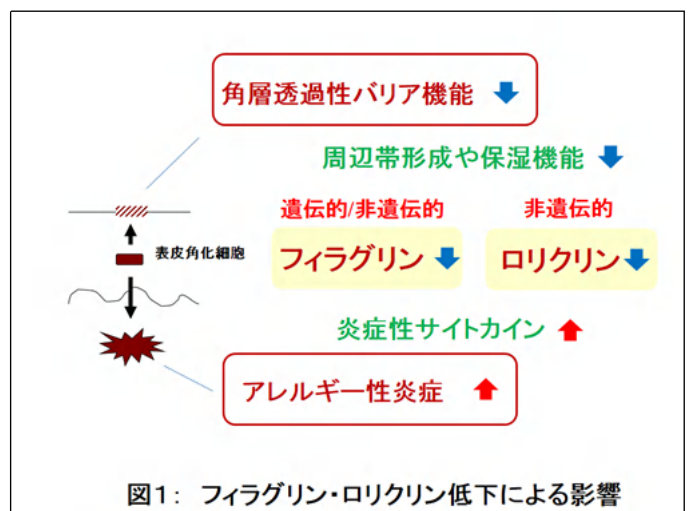 角層透過性バリア機能
周辺帯形成や保湿機能
遺伝的/非遺伝的
非遺伝的
表皮角化細胞
フィラグリン
ロリクリン
炎症性サイトカイン
アレルギー性炎症
図1： フィラグリン・ロリクリン低下による影響